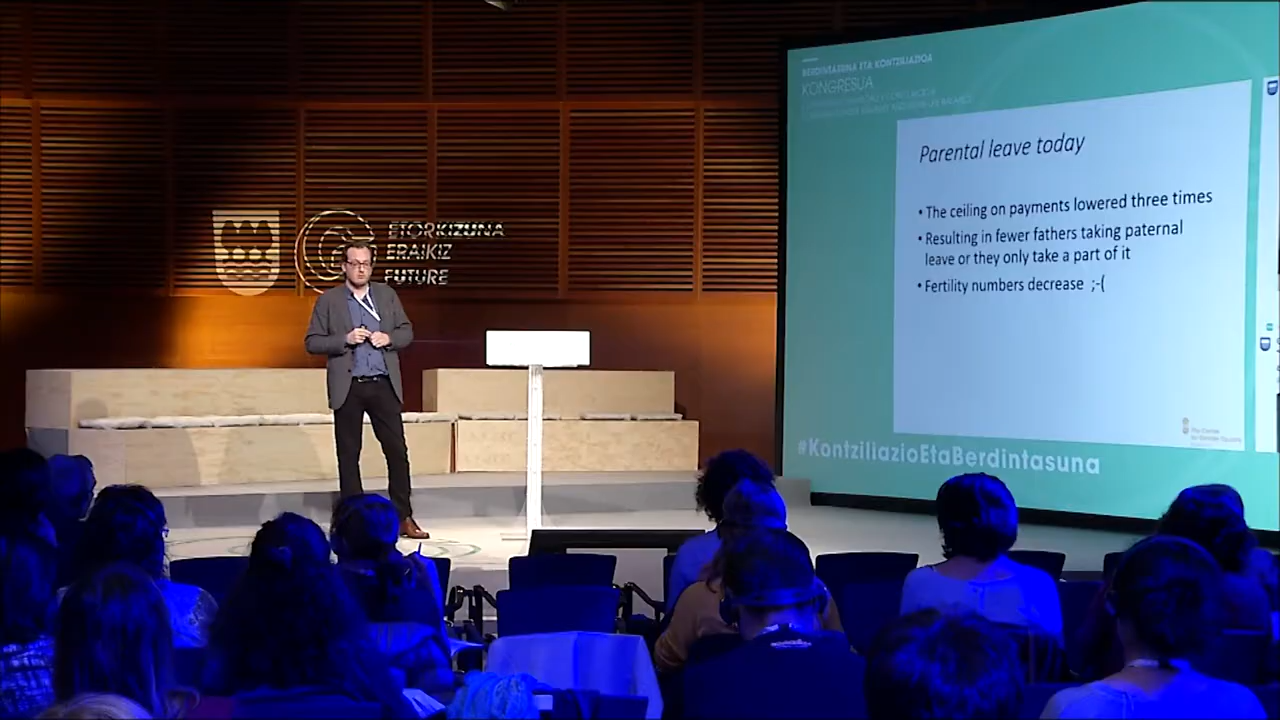 ETORKIZUNA
ERAIKIZ
FUTURE
BERDINTASUNA ETA KONTZILIAZIOA
KONGRESUA
Parental leave today
• The ceiling on payments lowered three times
• Resulting in fewer fathers taking paternal
leave or they only take a part of it
• Fertility numbers decrease ;-(
#KontziliazioEtaBerdintasuna